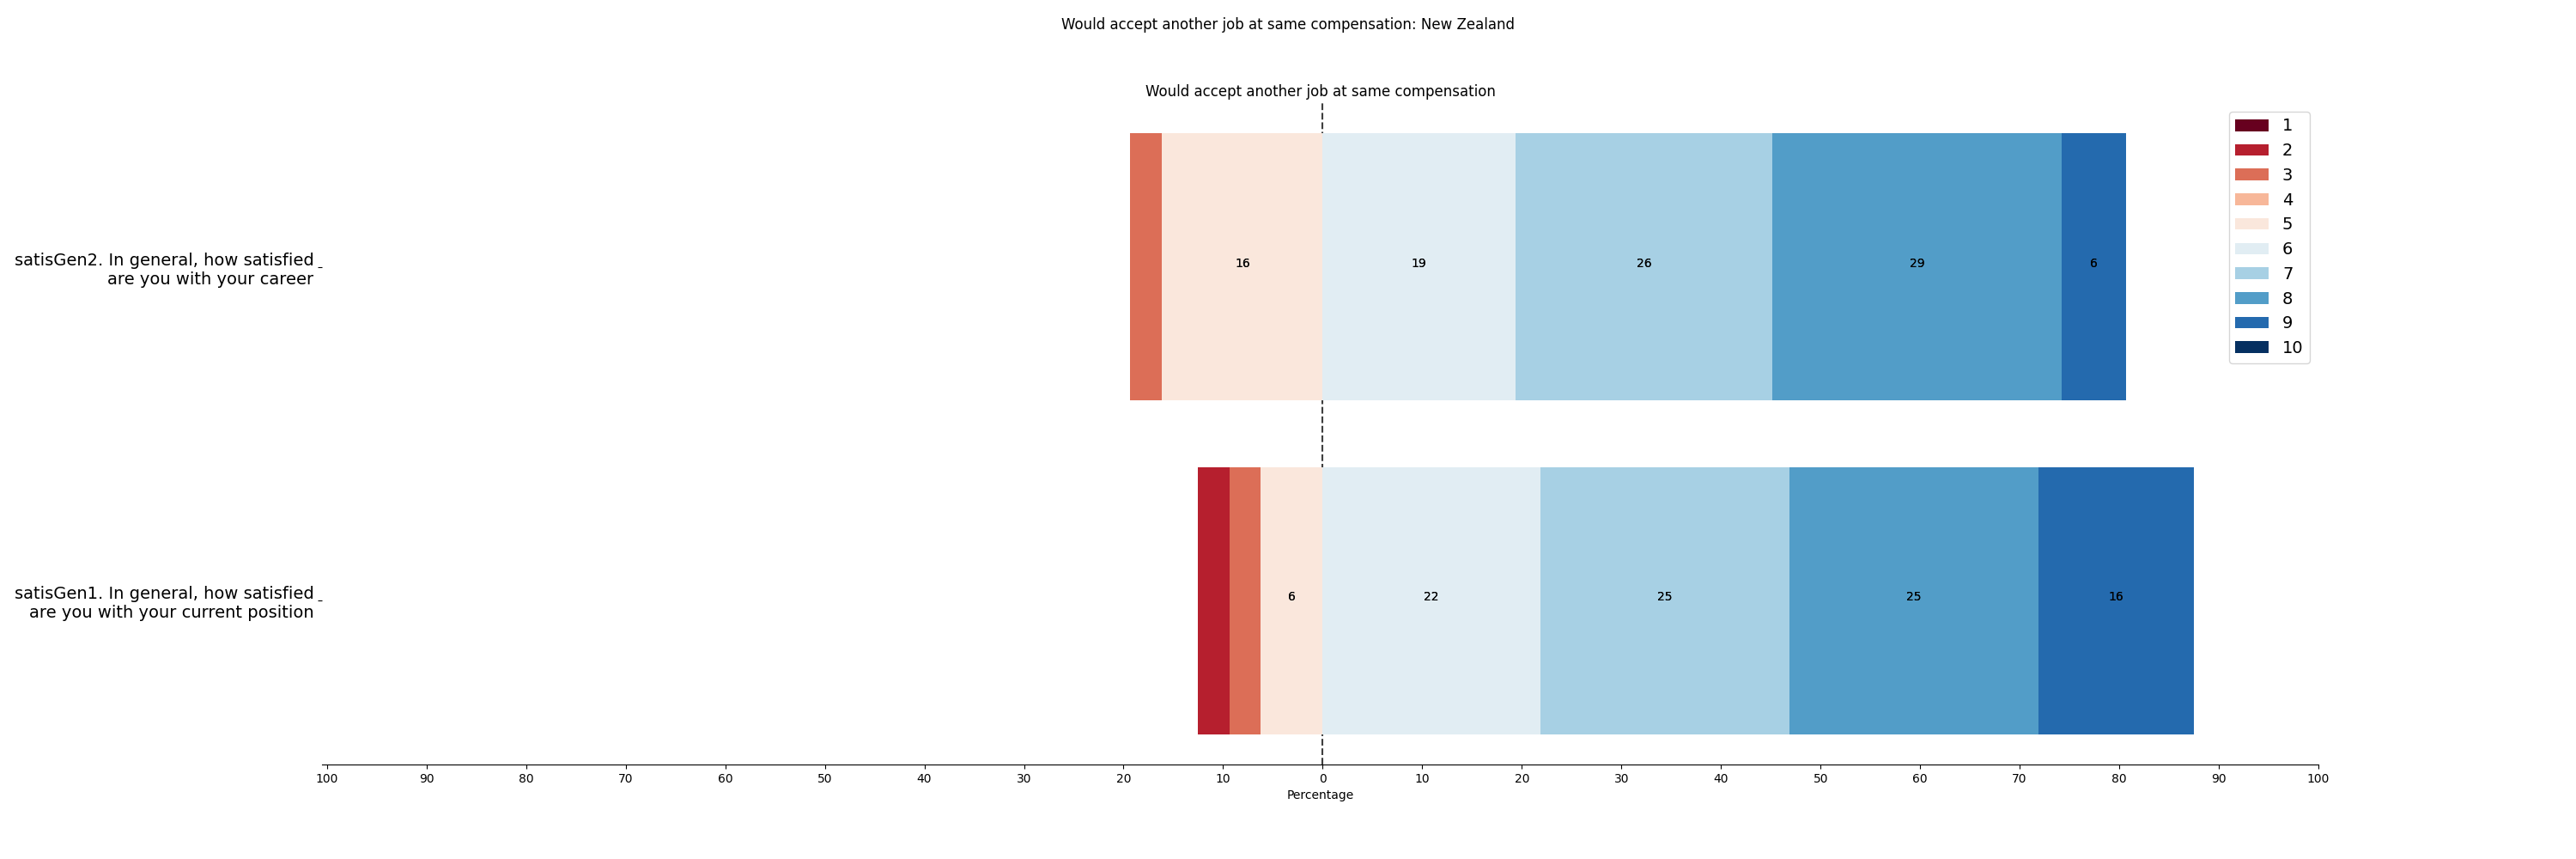 Would accept another job at same compensation: New Zealand
Would accept another job at same compensation
satisGen2. In general, how satisfied
are you with your career
16 19 26 29 6
satisGen1. In general, how satisfied
are you with your current position
6 22 25 25 16
100 90 80 70 60 50 40 30 20 10 0 10 20 30 40 50 60 70 80 90 100
Percentage
1
2
3
4
5
6
7
8
9
10